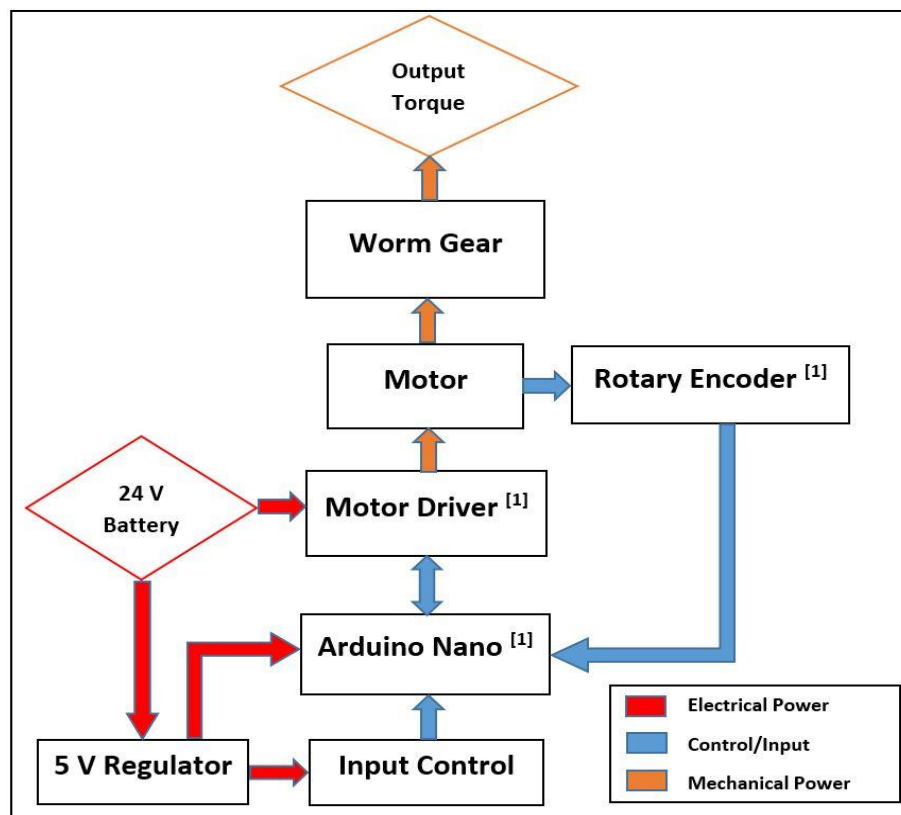 Output
Torque
Worm Gear
Motor
Rotary Encoder [1]
24 V
Battery
Motor Driver [1]
Arduino Nano [1]
5 V Regulator
Input Control
Electrical Power
Control/Input
Mechanical Power